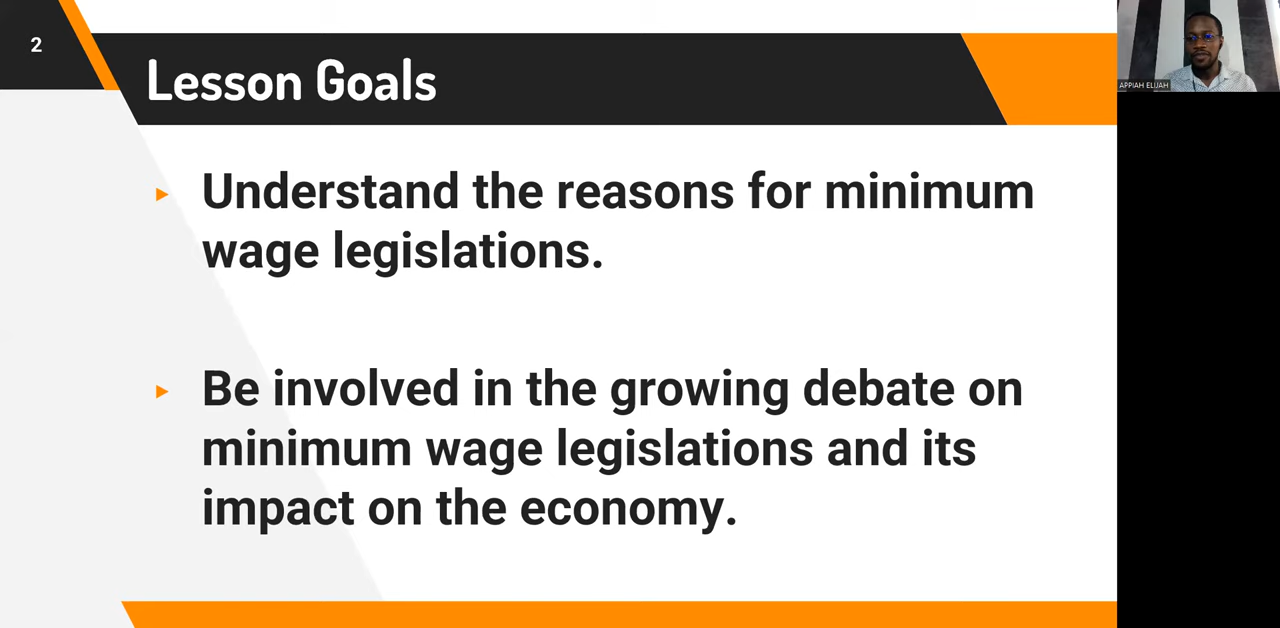 2
Lesson Goals
Understand the reasons for minimum
wage legislations.
Be involved in the growing debate on
minimum wage legislations and its
impact on the economy.
APPIAH ELIJAH